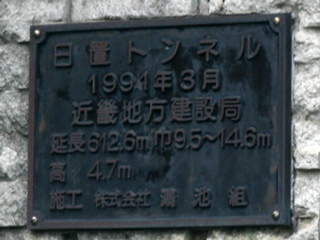 日置トンネル
1991年3月
近畿地方建設局
延長612.6m巾9.5～14.6m
高 4.7m
施工 株式会社 鴻池組